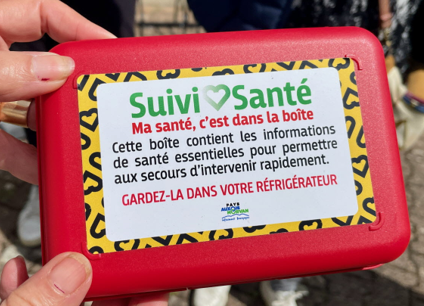 Suivi Santé
Ma santé, c'est dans la boîte
Cette boîte contient les informations
de santé essentielles pour permettre
aux secours d'intervenir rapidement.
GARDEZ-LA DANS VOTRE RÉFRIGÉRATEUR
PAYS